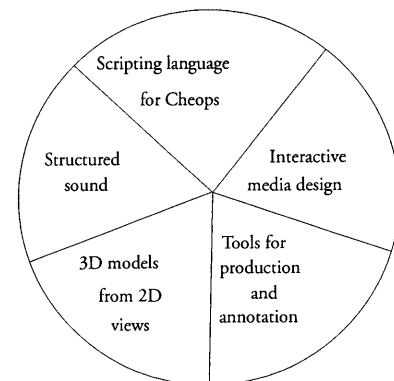 Scripting language
for Cheops
Structured
sound
Interactive
media design
3D models
from 2D
views
Tools for
production
and
annotation